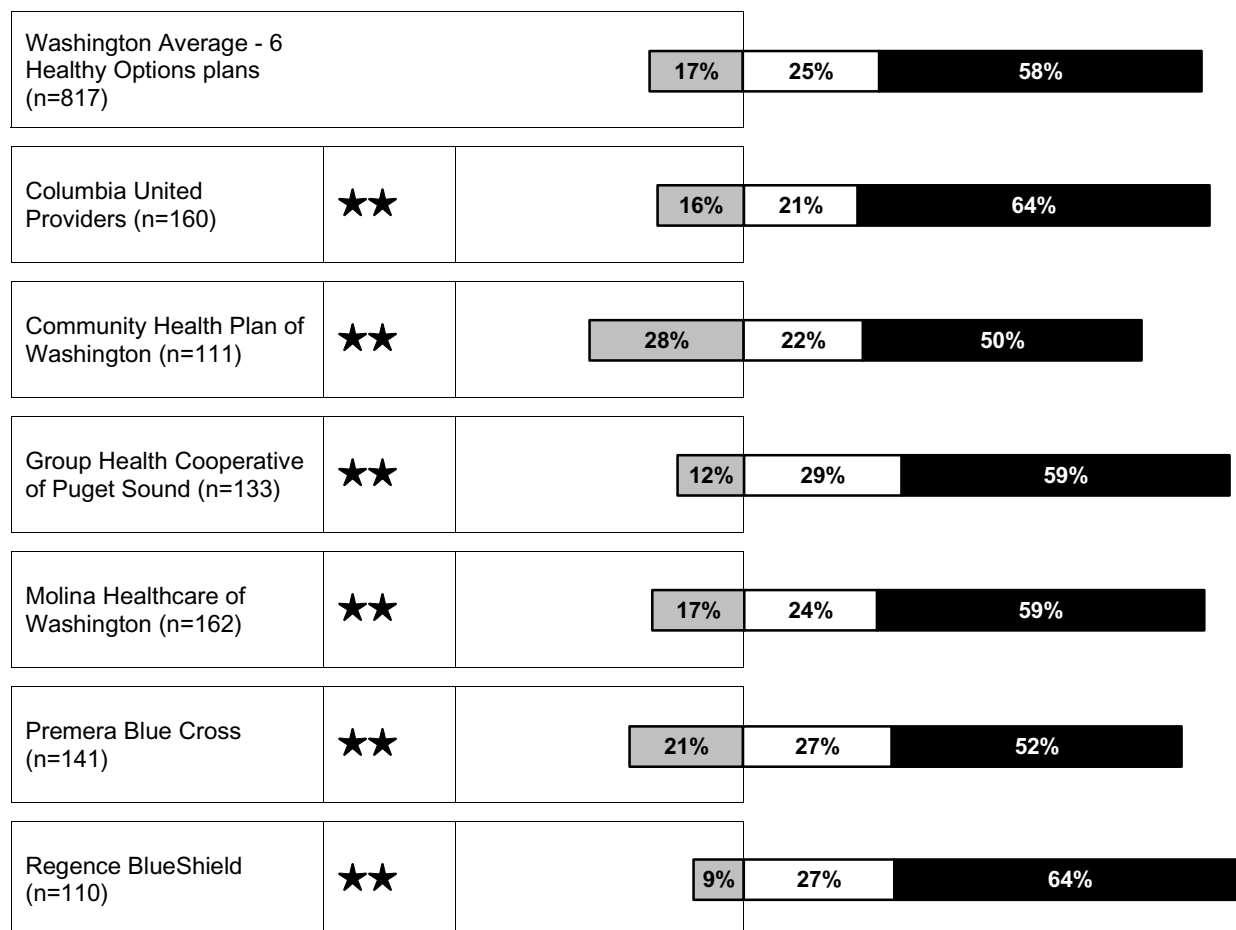 Washington Average - 6
Healthy Options plans
(n=817)
17% 25% 58%
Columbia United
Providers (n=160)
★★
16% 21% 64%
Community Health Plan of
Washington (n=111)
★★
28% 22% 50%
Group Health Cooperative
of Puget Sound (n=133)
★★
12% 29% 59%
Molina Healthcare of
Washington (n=162)
★★
17% 24% 59%
Premera Blue Cross
(n=141)
★★
21% 27% 52%
Regence BlueShield
(n=110)
★★
9% 27% 64%